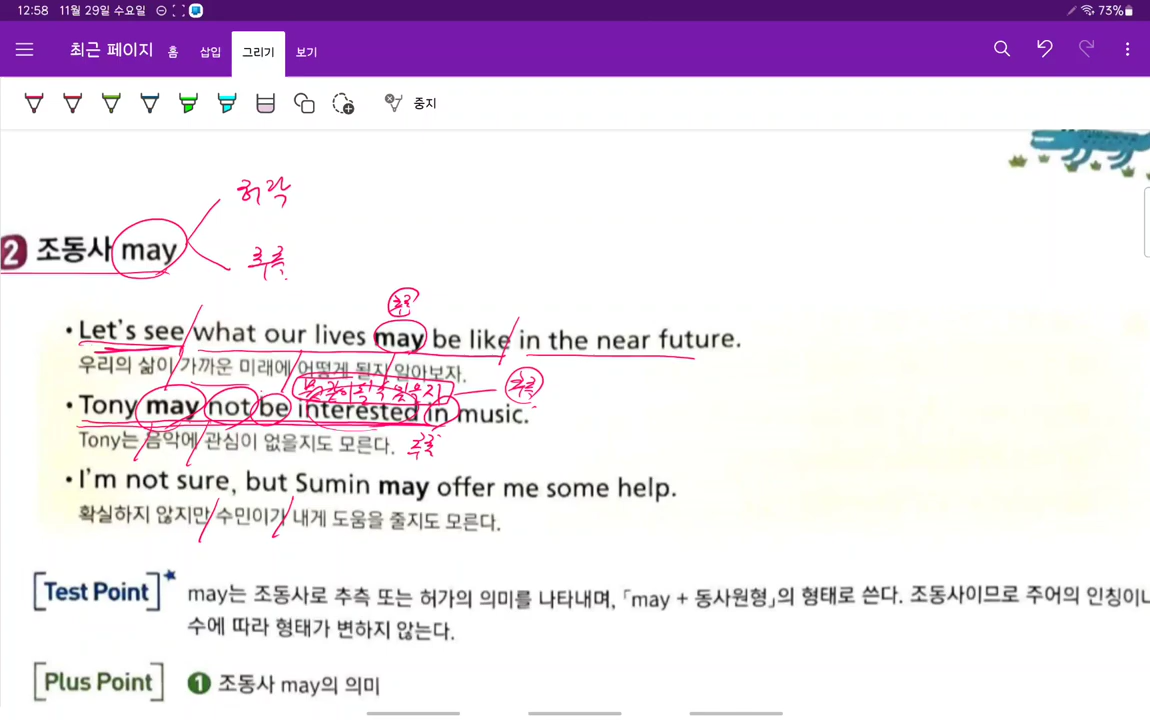 12:58 11월 29일 수요일 73%
최근 페이지 홈 삽입 그리기 보기
중지
허락
2 조동사 may
추측
추측
• Let's see what our lives may be like in the near future.
우리의 삶이 가까운 미래에 어떻게 될지 알아보자.
추측
• Tony may not be interested in music.
Tony는 음악에 관심이 없을지도 모른다. 추측
• I'm not sure, but Sumin may offer me some help.
확실하지 않지만 수민이가 내게 도움을 줄지도 모른다.
[Test Point]★ may는 조동사로 추측 또는 허가의 의미를 나타내며, 「may + 동사원형」의 형태로 쓴다. 조동사이므로 주어의 인칭이나
수에 따라 형태가 변하지 않는다.
[Plus Point] ❶ 조동사 may의 의미